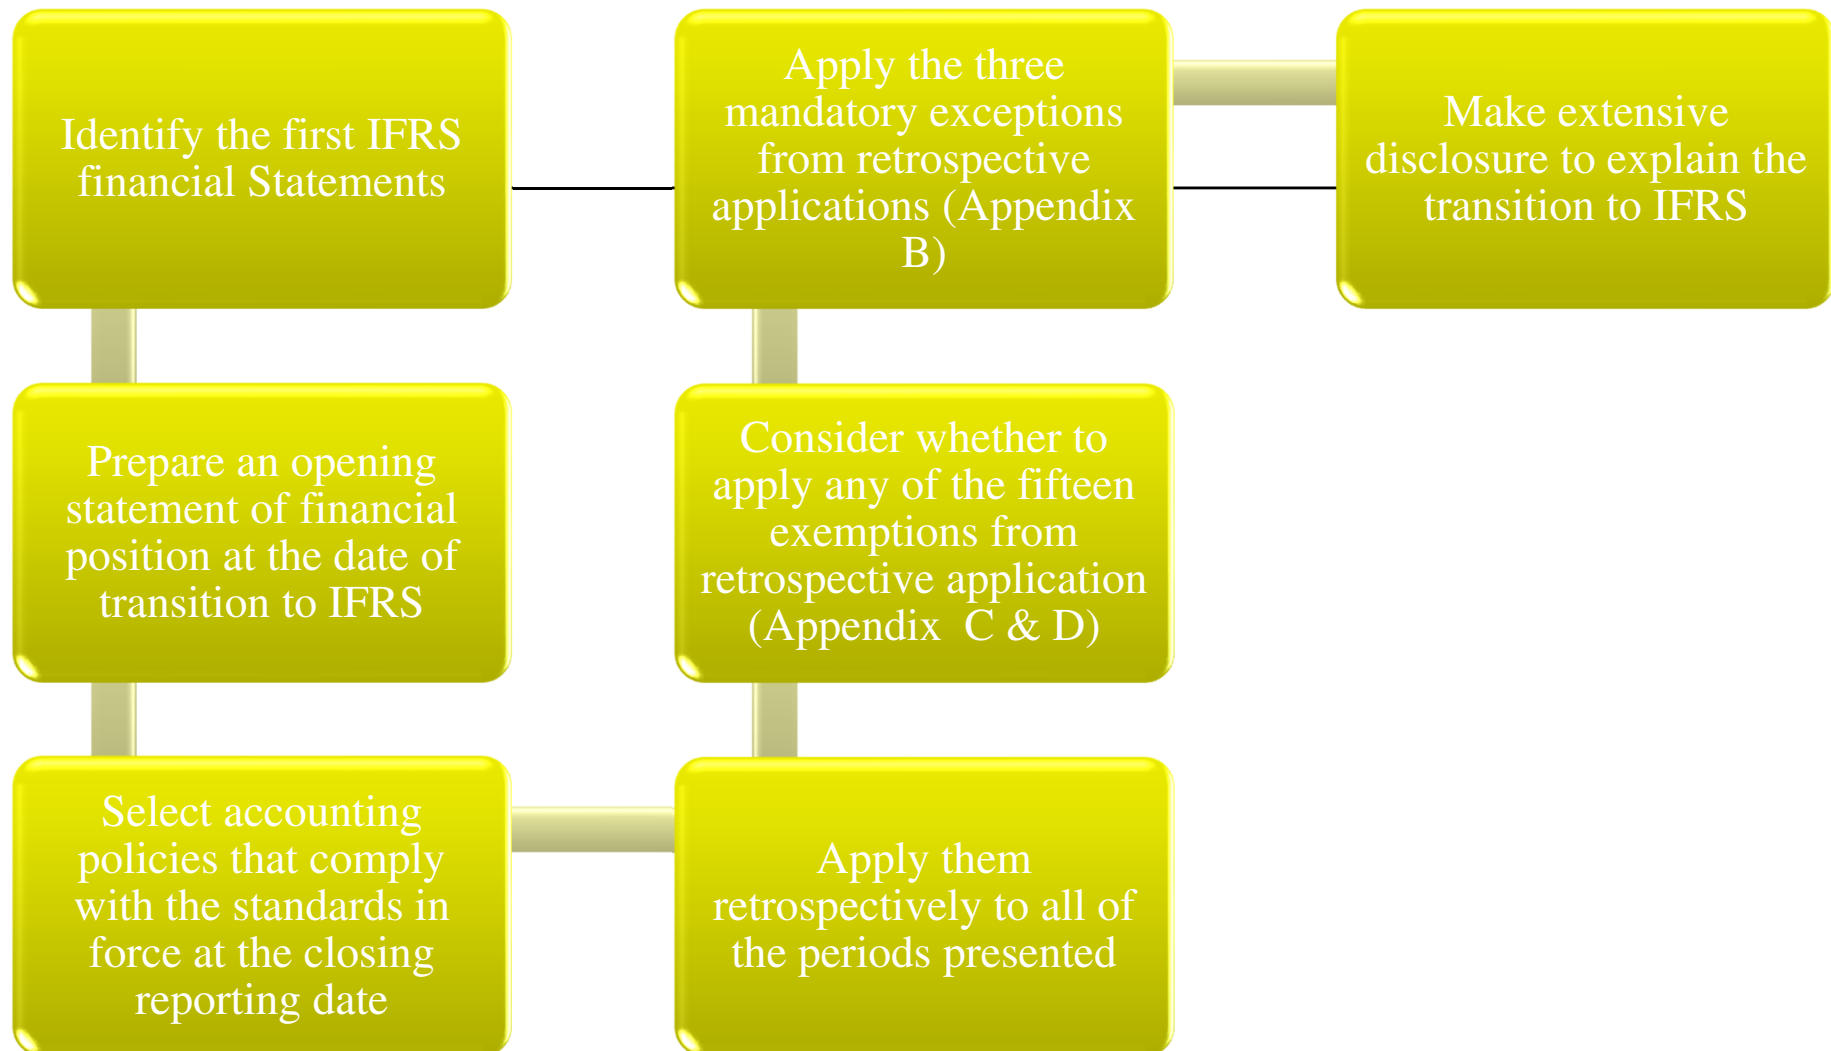 Identify the first IFRS
financial Statements
Prepare an opening
statement of financial
position at the date of
transition to IFRS
Select accounting
policies that comply
with the standards in
force at the closing
reporting date
Apply them
retrospectively to all of
the periods presented
Consider whether to
apply any of the fifteen
exemptions from
retrospective application
(Appendix C & D)
Apply the three
mandatory exceptions
from retrospective
applications (Appendix
B)
Make extensive
disclosure to explain the
transition to IFRS